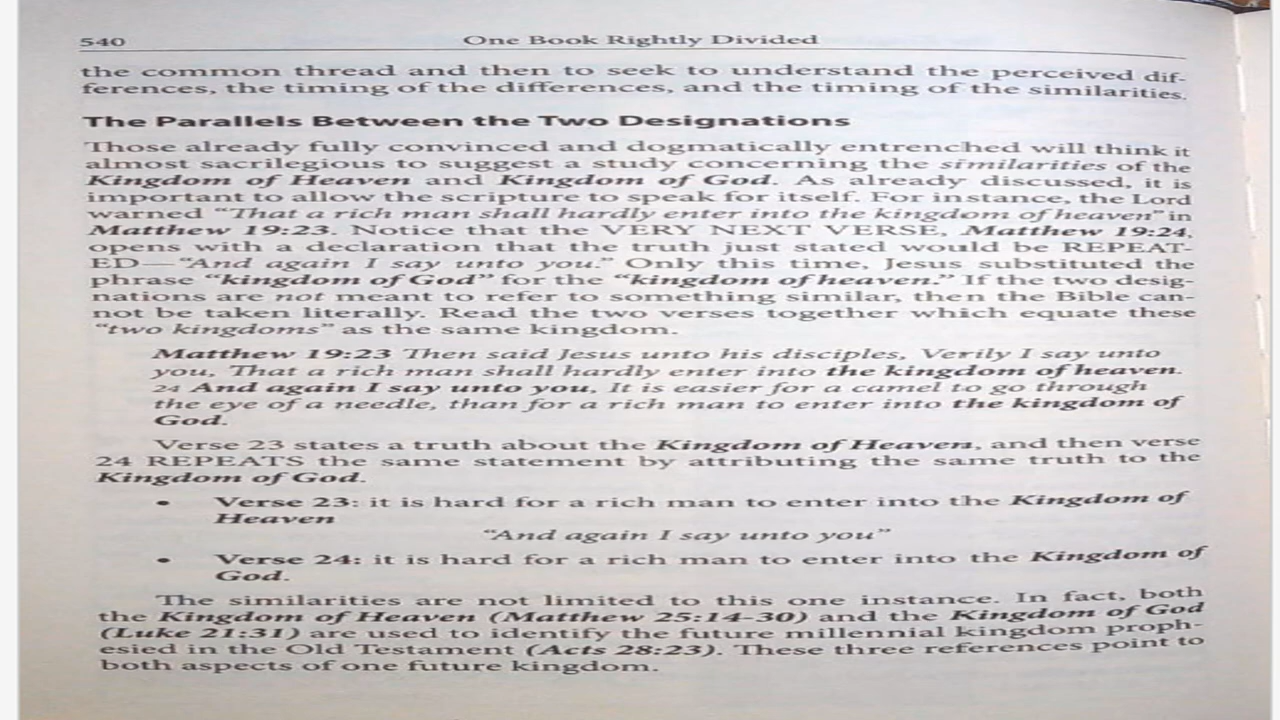 540 One Book Rightly Divided
the common thread and then to seek to understand the perceived dif-
ferences, the timing of the differences, and the timing of the similarities.
The Parallels Between the Two Designations
Those already fully convinced and dogmatically entrenched will think it
almost sacrilegious to suggest a study concerning the similarities of the
Kingdom of Heaven and Kingdom of God. As already discussed, it is
important to allow the scripture to speak for itself. For instance, the Lord
warned “That a rich man shall hardly enter into the kingdom of heaven” in
Matthew 19:23. Notice that the VERY NEXT VERSE, Matthew 19:24,
opens with a declaration that the truth just stated would be REPEAT-
ED—“And again I say unto you.” Only this time, Jesus substituted the
phrase “kingdom of God” for the “kingdom of heaven.” If the two desig-
nations are not meant to refer to something similar, then the Bible can-
not be taken literally. Read the two verses together which equate these
“two kingdoms” as the same kingdom.
Matthew 19:23 Then said Jesus unto his disciples, Verily I say unto
you, That a rich man shall hardly enter into the kingdom of heaven.
24 And again I say unto you, It is easier for a camel to go through
the eye of a needle, than for a rich man to enter into the kingdom of
God.
Verse 23 states a truth about the Kingdom of Heaven, and then verse
24 REPEATS the same statement by attributing the same truth to the
Kingdom of God.
• Verse 23: it is hard for a rich man to enter into the Kingdom of
Heaven
“And again I say unto you”
• Verse 24: it is hard for a rich man to enter into the Kingdom of
God.
The similarities are not limited to this one instance. In fact, both
the Kingdom of Heaven (Matthew 25:14-30) and the Kingdom of God
(Luke 21:31) are used to identify the future millennial kingdom proph-
esied in the Old Testament (Acts 28:23). These three references point to
both aspects of one future kingdom.